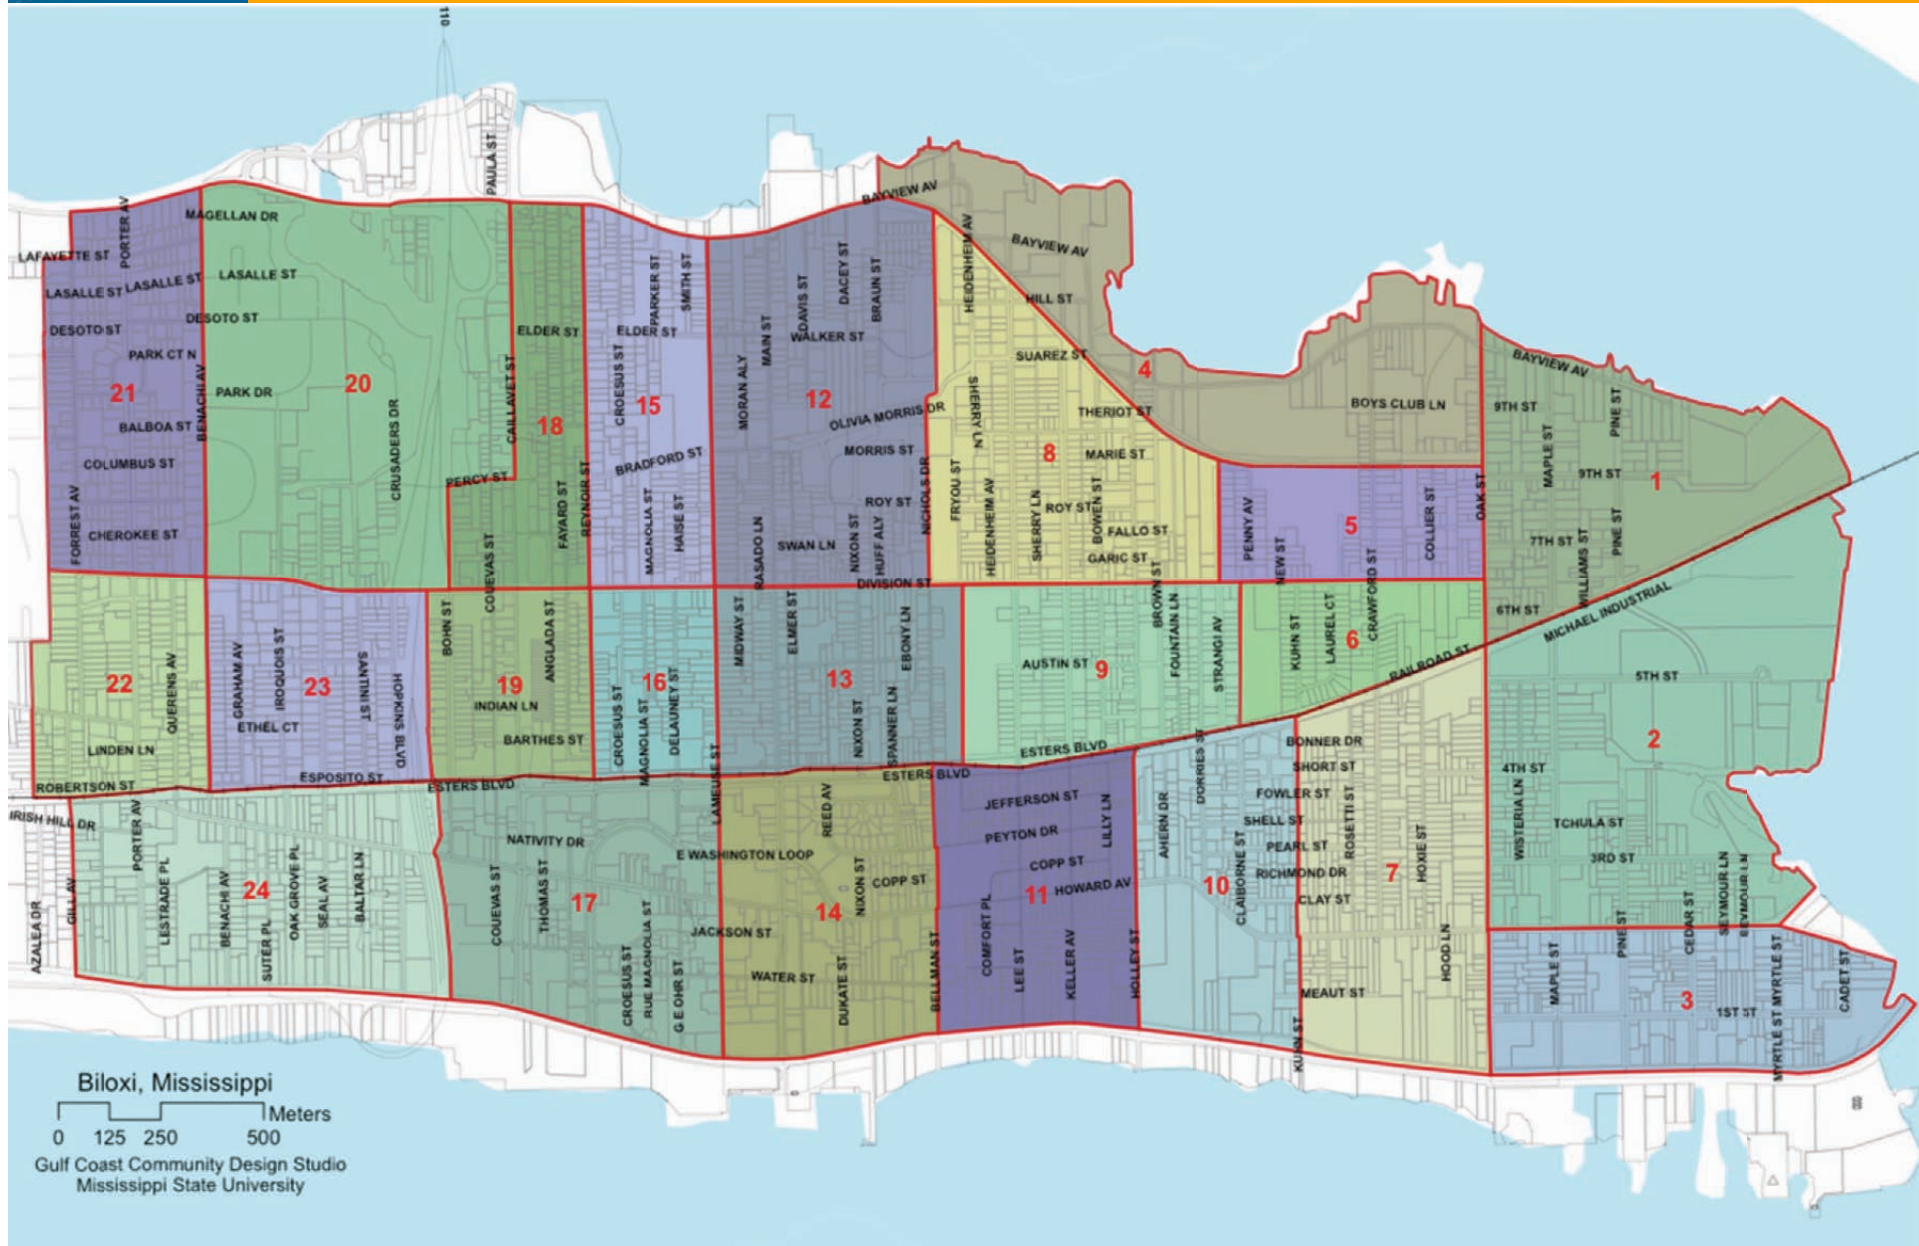 110
PAULA ST
BAYVIEW AV
PORTER AV
MAGELLAN DR
LAFAYETTE ST
LASALLE ST
LASALLE ST
LASALLE ST
DESOTO ST
DESOTO ST
PARK CT N
PARK DR
21
20
BENACHI AV
BALBOA ST
COLUMBUS ST
FORREST AV
CHEROKEE ST
CRUSADERS DR
CAILLAVET ST
PERCY ST
ELDER ST
18
FAYARD ST
REYNOIR ST
CUEVAS ST
PARKER ST
SMITH ST
ELDER ST
CROESUS ST
15
BRADFORD ST
MAGNOLIA ST
HAISE ST
MORAN ALY
MAIN ST
DAVIS ST
DACEY ST
BRAUN ST
WALKER ST
12
OLIVIA MORRIS DR
MORRIS ST
ROY ST
RASADO LN
SWAN LN
NIXON ST
HUFF ALY
NICHOLS DR
DIVISION ST
HEIDENHEIM AV
BAYVIEW AV
HILL ST
SUAREZ ST
4
SHERRY LN
THERIOT ST
8
MARIE ST
FRYOU ST
HEIDENHEIM AV
SHERRY LN
ROY ST
BOWEN ST
FALLO ST
GARIC ST
BOYS CLUB LN
PENNY AV
NEW ST
5
CRAWFORD ST
COLLIER ST
OAK ST
BAYVIEW AV
9TH ST
MAPLE ST
PINE ST
9TH ST
1
7TH ST
WILLIAMS ST
PINE ST
6TH ST
MICHAEL INDUSTRIAL
22
QUEENS AV
LINDEN LN
ROBERTSON ST
GRAHAM AV
IROQUOIS ST
23
SANTINI ST
HOPKINS BLVD
ETHEL CT
ESPOSITO ST
BOHN ST
ANGLADA ST
19
INDIAN LN
BARTHES ST
ESTERS BLVD
16
CROESUS ST
MAGNOLIA ST
DELAUNEY ST
LAMEUSE ST
MIDWAY ST
ELMER ST
EBONY LN
13
NIXON ST
SPANNER LN
ESTERS BLVD
AUSTIN ST
9
BROWN ST
FOUNTAIN LN
STRANGI AV
ESTERS BLVD
KUHN ST
LAUREL CT
6
RAILROAD ST
5TH ST
2
4TH ST
WISTERIA LN
TCHULA ST
3RD ST
SEYMOUR LN
SEYMOUR LN
CEDAR ST
PINE ST
IRISH HILL DR
AZALEA DR
GILL AV
PORTER AV
LESTRADE PL
BENACHI AV
24
SUTER PL
OAK GROVE PL
SEAL AV
BALTAR LN
NATIVITY DR
CUEVAS ST
THOMAS ST
17
CROESUS ST
RUE MAGNOLIA ST
G E OHR ST
E WASHINGTON LOOP
JACKSON ST
REED AV
NIXON ST
COPP ST
14
WATER ST
DUKATE ST
BELLMAN ST
JEFFERSON ST
PEYTON DR
LILLY LN
COPP ST
11
HOWARD AV
COMFORT PL
LEE ST
KELLER AV
HOLLEY ST
AHERN DR
DORRIES ST
10
CLAIBORNE ST
BONNER DR
SHORT ST
FOWLER ST
SHELL ST
PEARL ST
RICHMOND DR
CLAY ST
ROSETTI ST
HOXIE ST
7
HOOD LN
MEAUT ST
KUHN ST
MAPLE ST
3
1ST ST
MYRTLE ST
MYRTLE ST
CADET ST
Biloxi, Mississippi
Meters
0 125 250 500
Gulf Coast Community Design Studio
Mississippi State University